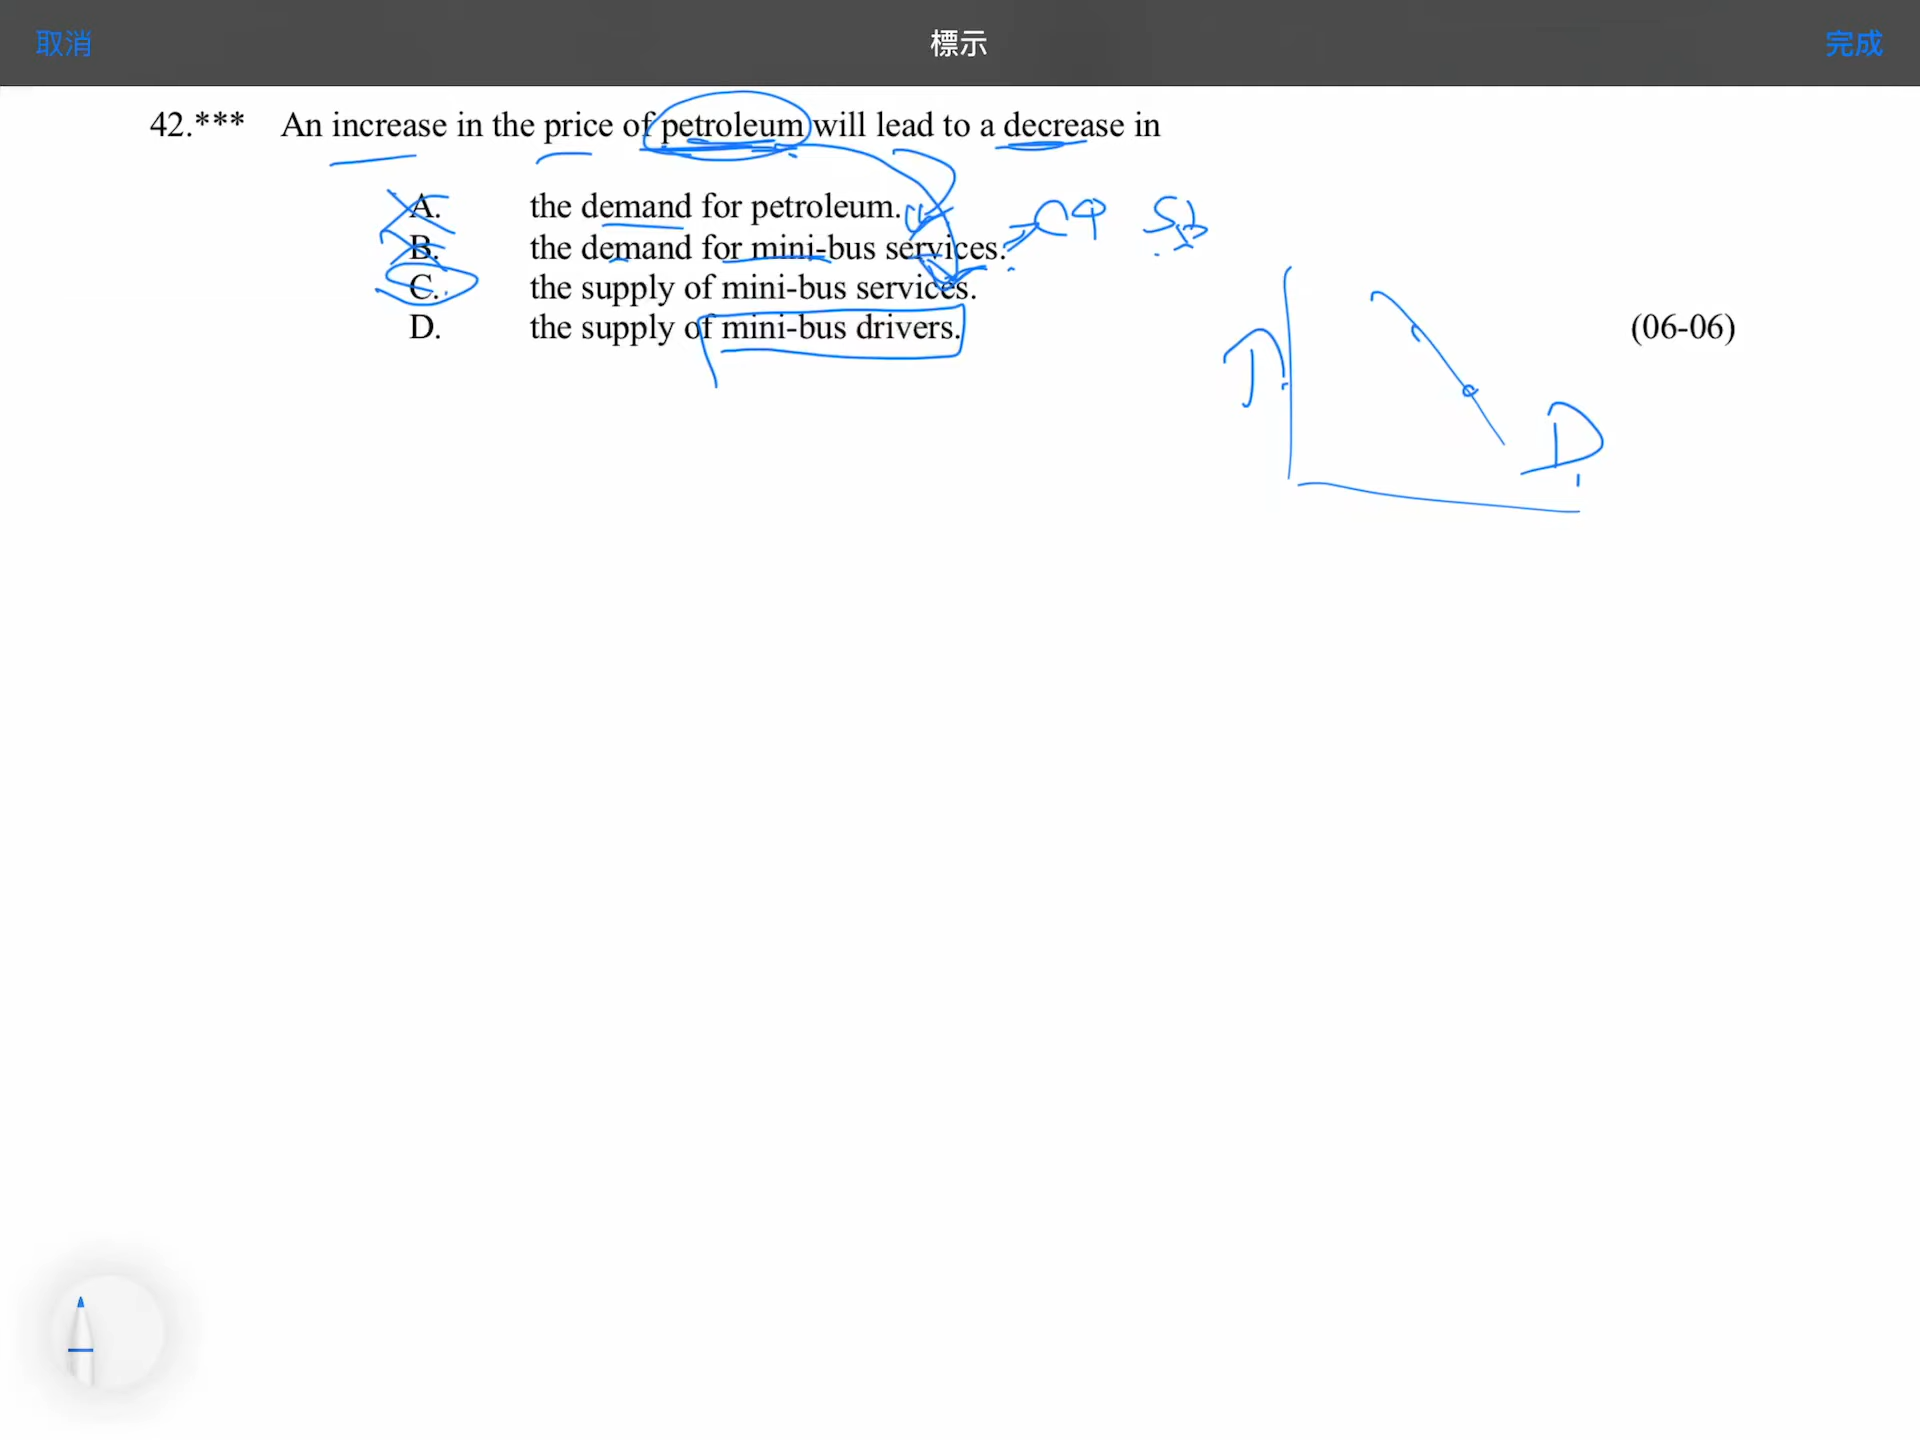 取消 標示 完成
42.*** An increase in the price of petroleum will lead to a decrease in
A. the demand for petroleum.
B. the demand for mini-bus services.
C. the supply of mini-bus services.
D. the supply of mini-bus drivers. (06-06)
D